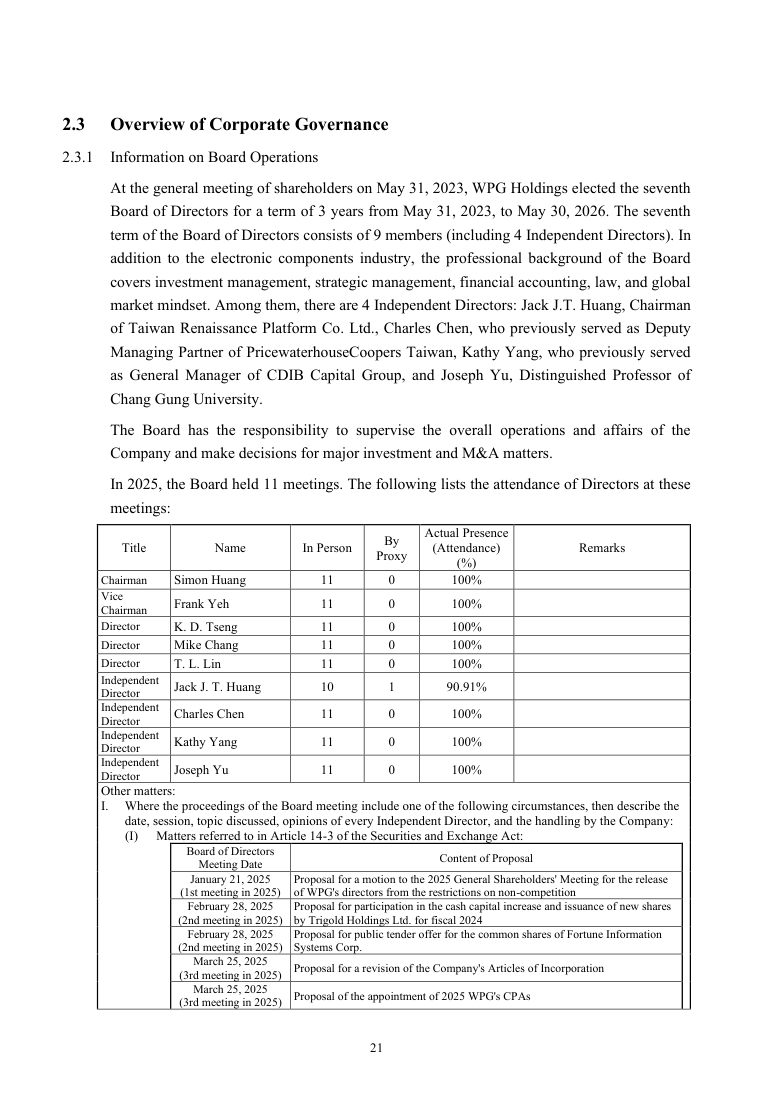 2.3 Overview of Corporate Governance
2.3.1 Information on Board Operations
At the general meeting of shareholders on May 31, 2023, WPG Holdings elected the seventh
Board of Directors for a term of 3 years from May 31, 2023, to May 30, 2026. The seventh
term of the Board of Directors consists of 9 members (including 4 Independent Directors). In
addition to the electronic components industry, the professional background of the Board
covers investment management, strategic management, financial accounting, law, and global
market mindset. Among them, there are 4 Independent Directors: Jack J.T. Huang, Chairman
of Taiwan Renaissance Platform Co. Ltd., Charles Chen, who previously served as Deputy
Managing Partner of PricewaterhouseCoopers Taiwan, Kathy Yang, who previously served
as General Manager of CDIB Capital Group, and Joseph Yu, Distinguished Professor of
Chang Gung University.
The Board has the responsibility to supervise the overall operations and affairs of the
Company and make decisions for major investment and M&A matters.
In 2025, the Board held 11 meetings. The following lists the attendance of Directors at these
meetings:
Title Name In Person By Proxy Actual Presence (Attendance) (%) Remarks
Chairman Simon Huang 11 0 100%
Vice Chairman Frank Yeh 11 0 100%
Director K. D. Tseng 11 0 100%
Director Mike Chang 11 0 100%
Director T. L. Lin 11 0 100%
Independent Director Jack J. T. Huang 10 1 90.91%
Independent Director Charles Chen 11 0 100%
Independent Director Kathy Yang 11 0 100%
Independent Director Joseph Yu 11 0 100%
Other matters:
I. Where the proceedings of the Board meeting include one of the following circumstances, then describe the
date, session, topic discussed, opinions of every Independent Director, and the handling by the Company:
(I) Matters referred to in Article 14-3 of the Securities and Exchange Act:
Board of Directors Meeting Date Content of Proposal
January 21, 2025 Proposal for a motion to the 2025 General Shareholders' Meeting for the release
(1st meeting in 2025) of WPG's directors from the restrictions on non-competition
February 28, 2025 Proposal for participation in the cash capital increase and issuance of new shares
(2nd meeting in 2025) by Trigold Holdings Ltd. for fiscal 2024
February 28, 2025 Proposal for public tender offer for the common shares of Fortune Information
(2nd meeting in 2025) Systems Corp.
March 25, 2025
(3rd meeting in 2025) Proposal for a revision of the Company's Articles of Incorporation
March 25, 2025
(3rd meeting in 2025) Proposal of the appointment of 2025 WPG's CPAs
21